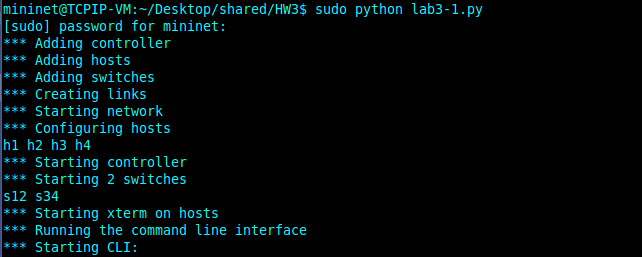 mininet@TCPIP-VM:~/Desktop/shared/HW3$ sudo python lab3-1.py
[sudo] password for mininet:
*** Adding controller
*** Adding hosts
*** Adding switches
*** Creating links
*** Starting network
*** Configuring hosts
h1 h2 h3 h4
*** Starting controller
*** Starting 2 switches
s12 s34
*** Starting xterm on hosts
*** Running the command line interface
*** Starting CLI: